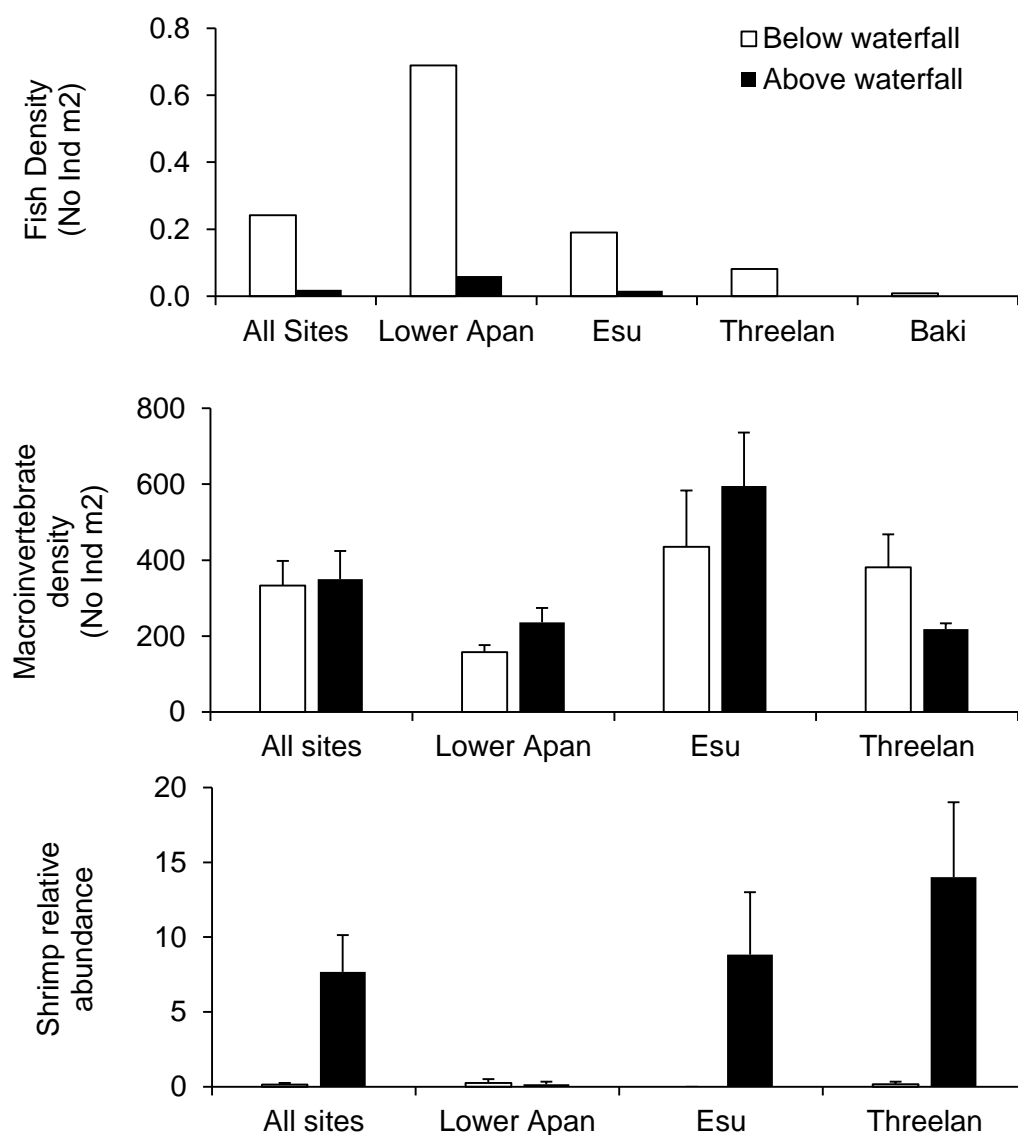 0.8
0.6
0.4
0.2
0.0
Fish Density
(No Ind m2)
Below waterfall
Above waterfall
All Sites Lower Apan Esu Threelan Baki
800
600
400
200
0
Macroinvertebrate
density
(No Ind m2)
All sites Lower Apan Esu Threelan
20
15
10
5
0
Shrimp relative
abundance
All sites Lower Apan Esu Threelan